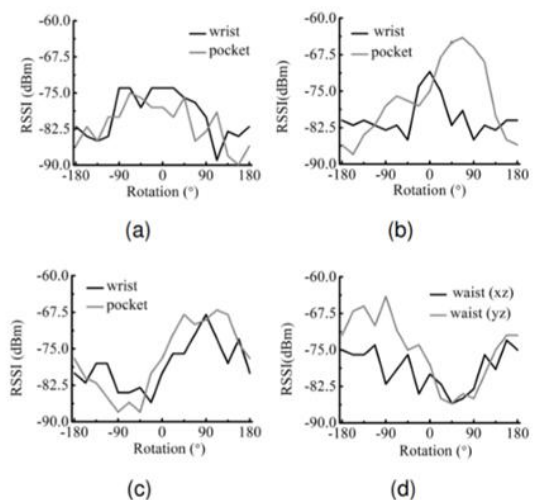 -60.0
-67.5
-75.0
-82.5
-90.0
RSSI (dBm)
wrist
pocket
-180 -90 0 90 180
Rotation (°)
(a)
-60.0
-67.5
-75.0
-82.5
-90.0
RSSI(dBm)
wrist
pocket
-180 -90 0 90 180
Rotation (°)
(b)
-60.0
-67.5
-75.0
-82.5
-90.0
RSSI (dBm)
wrist
pocket
-180 -90 0 90 180
Rotation (°)
(c)
-60.0
-67.5
-75.0
-82.5
-90.0
RSSI(dBm)
waist (xz)
waist (yz)
-180 -90 0 90 180
Rotation (°)
(d)